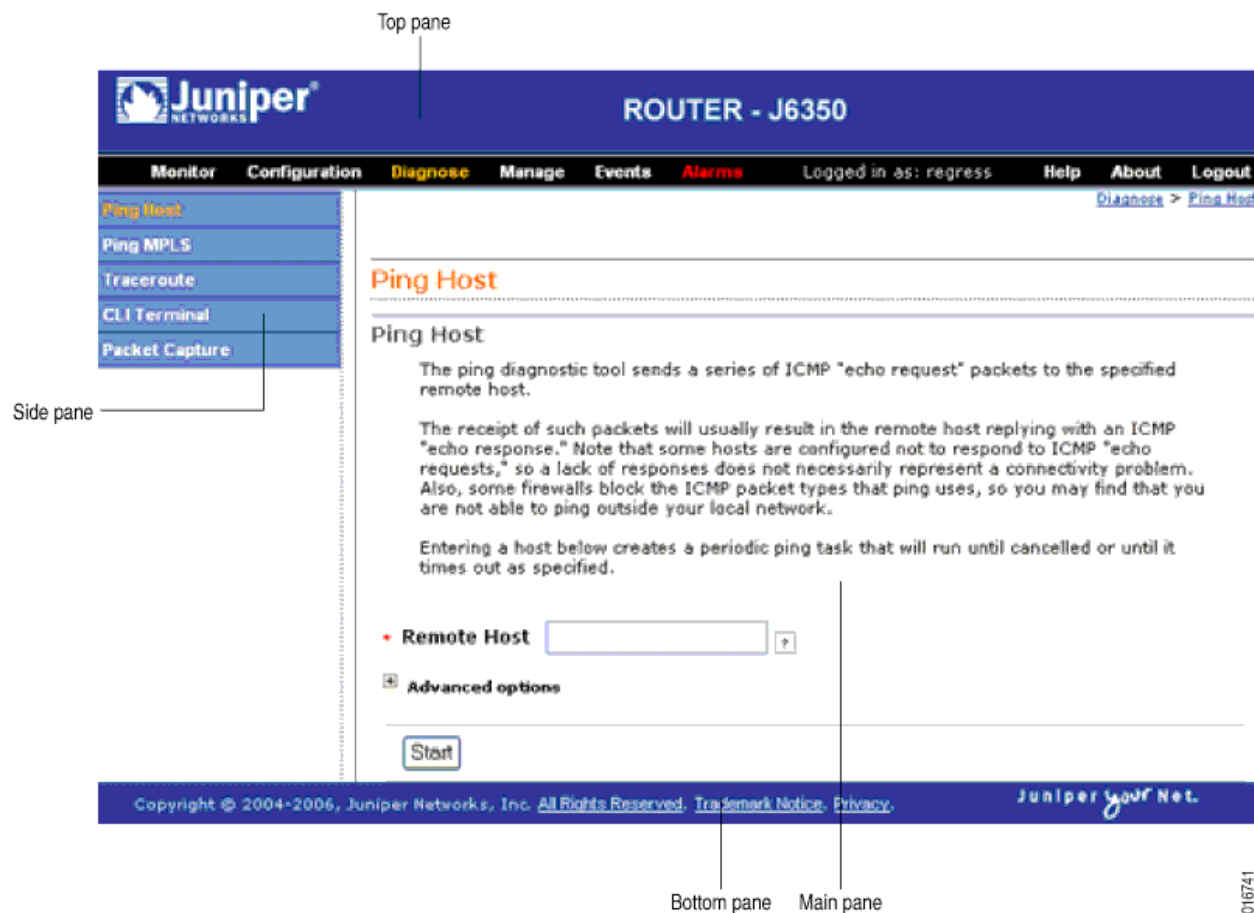 Top pane
Juniper®
NETWORKS
ROUTER - J6350
Monitor Configuration Diagnose Manage Events Alarms Logged in as: regress Help About Logout
Diagnose > Ping Host
Ping Host
Ping MPLS
Traceroute
CLI Terminal
Packet Capture
Side pane
Ping Host
Ping Host
The ping diagnostic tool sends a series of ICMP "echo request" packets to the specified
remote host.
The receipt of such packets will usually result in the remote host replying with an ICMP
"echo response." Note that some hosts are configured not to respond to ICMP "echo
requests," so a lack of responses does not necessarily represent a connectivity problem.
Also, some firewalls block the ICMP packet types that ping uses, so you may find that you
are not able to ping outside your local network.
Entering a host below creates a periodic ping task that will run until cancelled or until it
times out as specified.
• Remote Host ?
+ Advanced options
Start
Copyright © 2004-2006, Juniper Networks, Inc. All Rights Reserved. Trademark Notice. Privacy.
Juniper your Net.
Bottom pane Main pane
016741